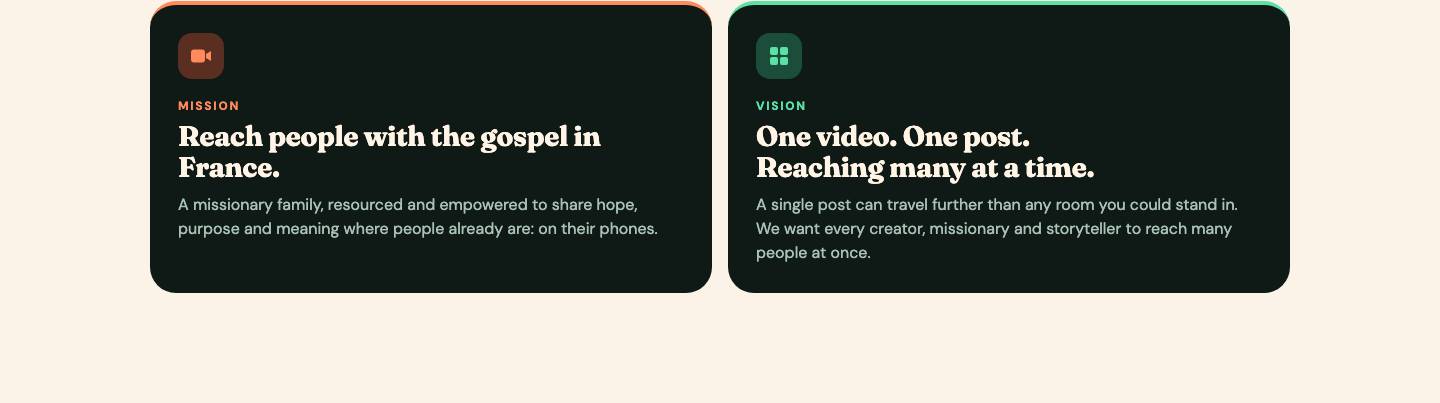 MISSION
Reach people with the gospel in
France.
A missionary family, resourced and empowered to share hope,
purpose and meaning where people already are: on their phones.
VISION
One video. One post.
Reaching many at a time.
A single post can travel further than any room you could stand in.
We want every creator, missionary and storyteller to reach many
people at once.